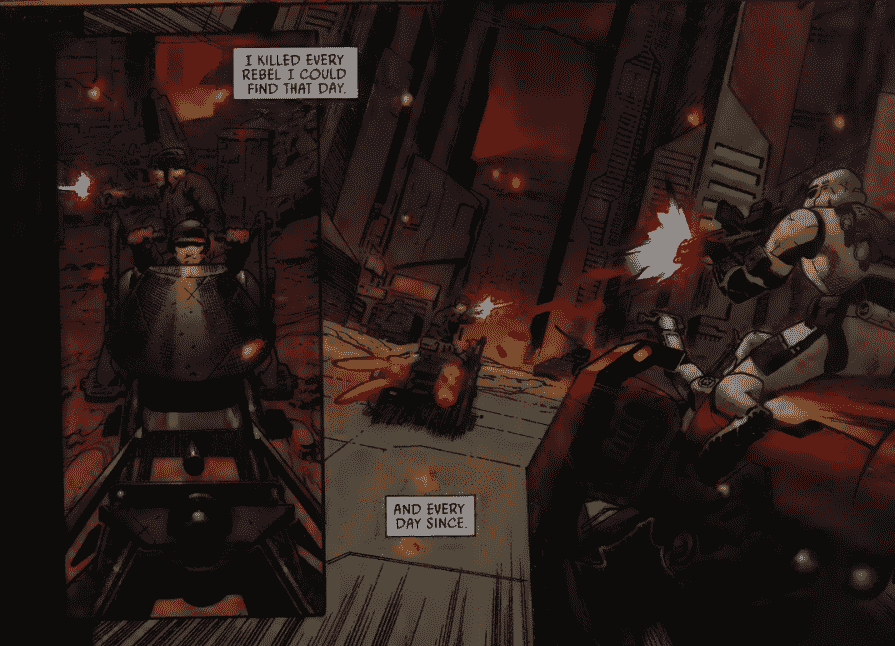 I KILLED EVERY
REBEL I COULD
FIND THAT DAY.
AND EVERY
DAY SINCE.